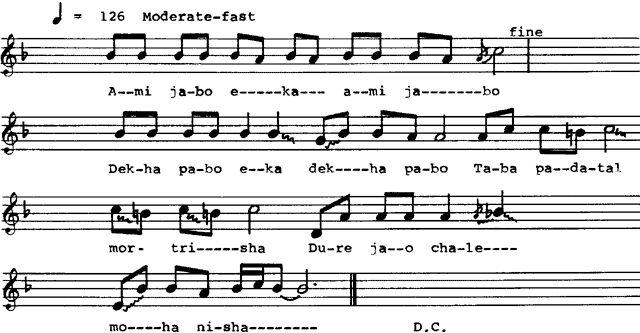 ♩ = 126 Moderate-fast
fine
A--mi ja-bo e-----ka--- a--mi ja-------bo
Dek-ha pa-bo e--ka dek----ha pa-bo Ta-ba pa--da-tal
mor- tri-----sha Du-re ja--o cha-le----
mo----ha ni-sha-------- D.C.